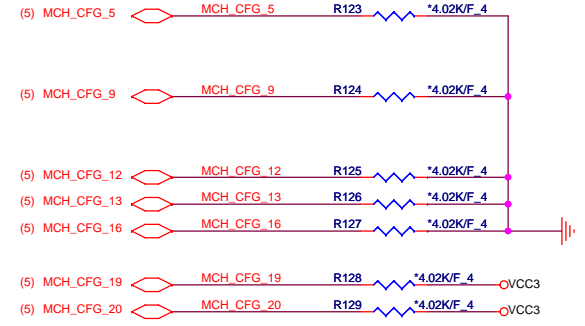 (5) MCH_CFG_5 MCH_CFG_5 R123 *4.02K/F_4
(5) MCH_CFG_9 MCH_CFG_9 R124 *4.02K/F_4
(5) MCH_CFG_12 MCH_CFG_12 R125 *4.02K/F_4
(5) MCH_CFG_13 MCH_CFG_13 R126 *4.02K/F_4
(5) MCH_CFG_16 MCH_CFG_16 R127 *4.02K/F_4
(5) MCH_CFG_19 MCH_CFG_19 R128 *4.02K/F_4 VCC3
(5) MCH_CFG_20 MCH_CFG_20 R129 *4.02K/F_4 VCC3